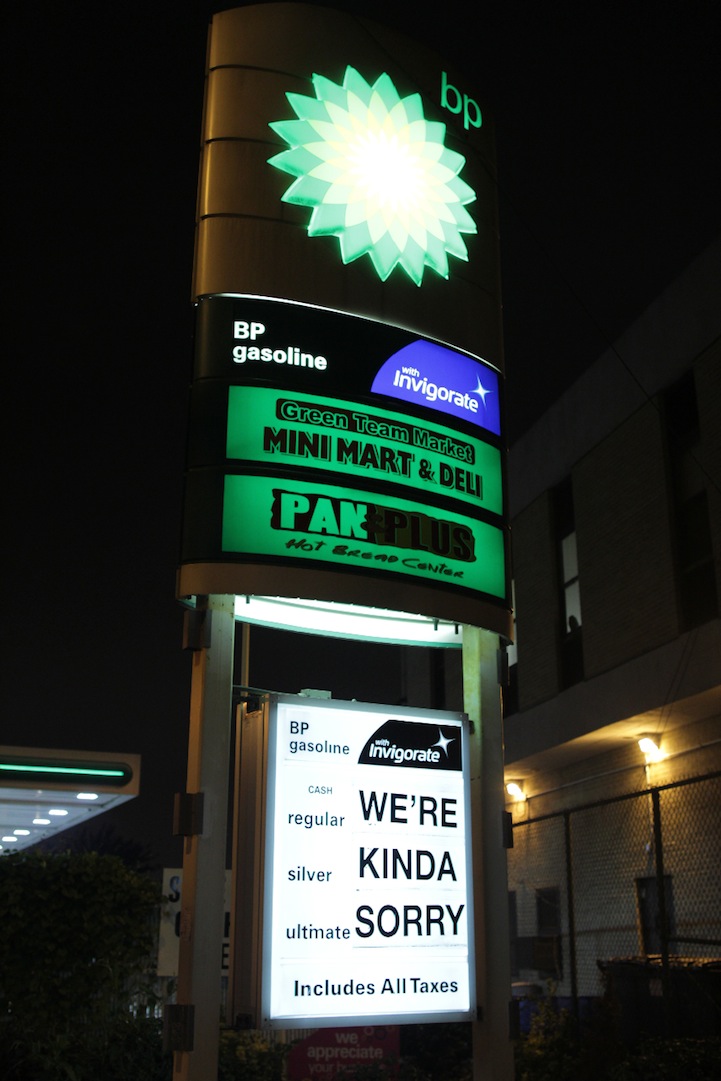 bp
BP
gasoline
with
Invigorate
Green Team Market
MINI MART & DELI
PAN PLUS
HOT BREAD CENTER
BP
gasoline
with
Invigorate
CASH
regular WE'RE
silver KINDA
ultimate SORRY
Includes All Taxes
we
appreciate
your